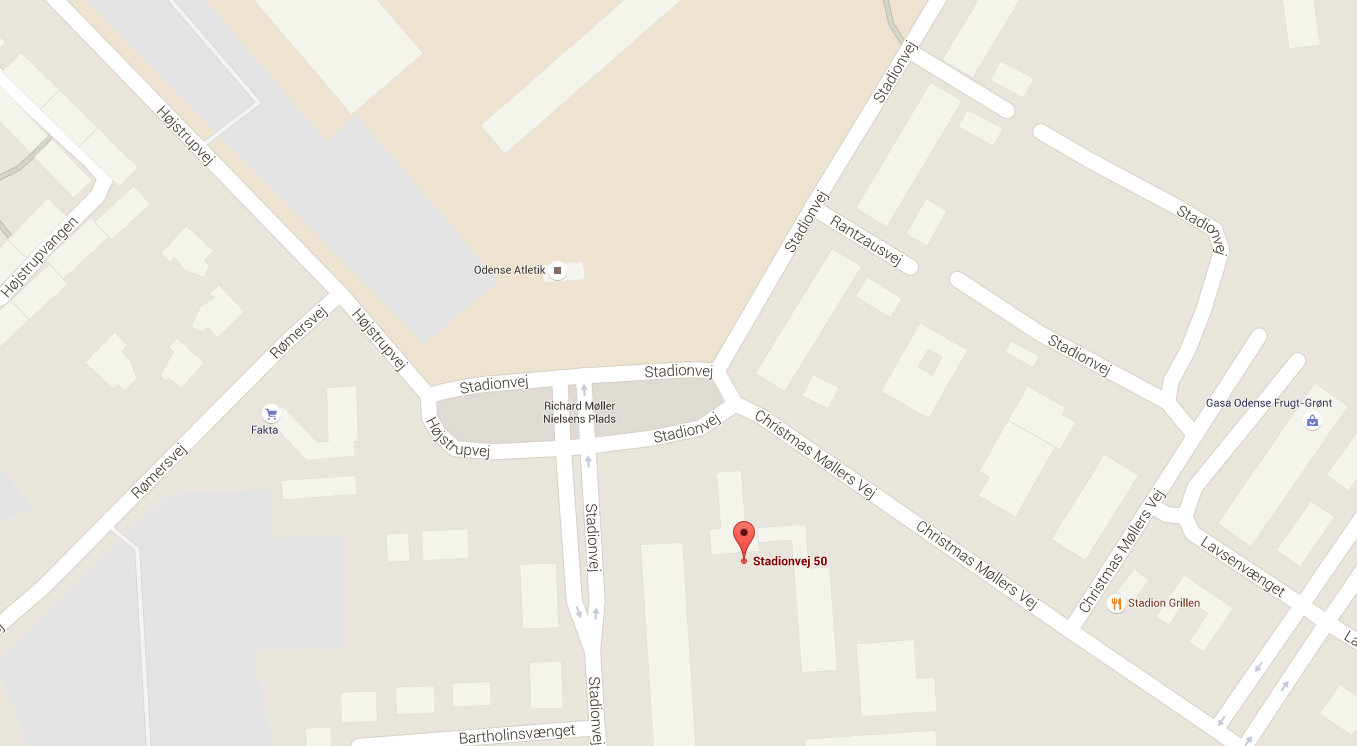 Stadionvej
Højstrupvej
Stadionvej
Stadionvej
Rantzausvej
Højstrupvangen
Odense Atletik
Rømersvej
Højstrupvej
Stadionvej
Stadionvej
Stadionvej
Richard Møller
Nielsens Plads
Gasa Odense Frugt-Grønt
Fakta
Højstrupvej
Stadionvej
Christmas Møllers Vej
Rømersvej
Stadionvej
Christmas Møllers Vej
Christmas Møllers Vej
Lavsenvænget
Stadionvej 50
Stadion Grillen
Stadionvej
Bartholinsvænget